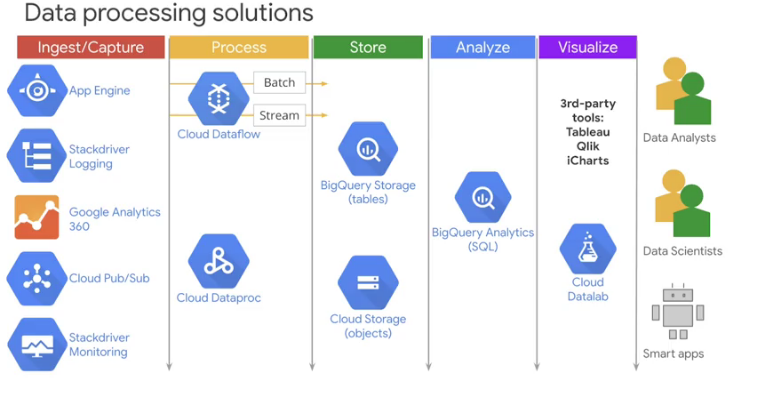 Data processing solutions
Ingest/Capture
Process
Store
Analyze
Visualize
App Engine
Stackdriver
Logging
Google Analytics
360
Cloud Pub/Sub
Stackdriver
Monitoring
Batch
Stream
Cloud Dataflow
Cloud Dataproc
BigQuery Storage
(tables)
Cloud Storage
(objects)
BigQuery Analytics
(SQL)
3rd-party
tools:
Tableau
Qlik
iCharts
Cloud
Datalab
Data Analysts
Data Scientists
Smart apps